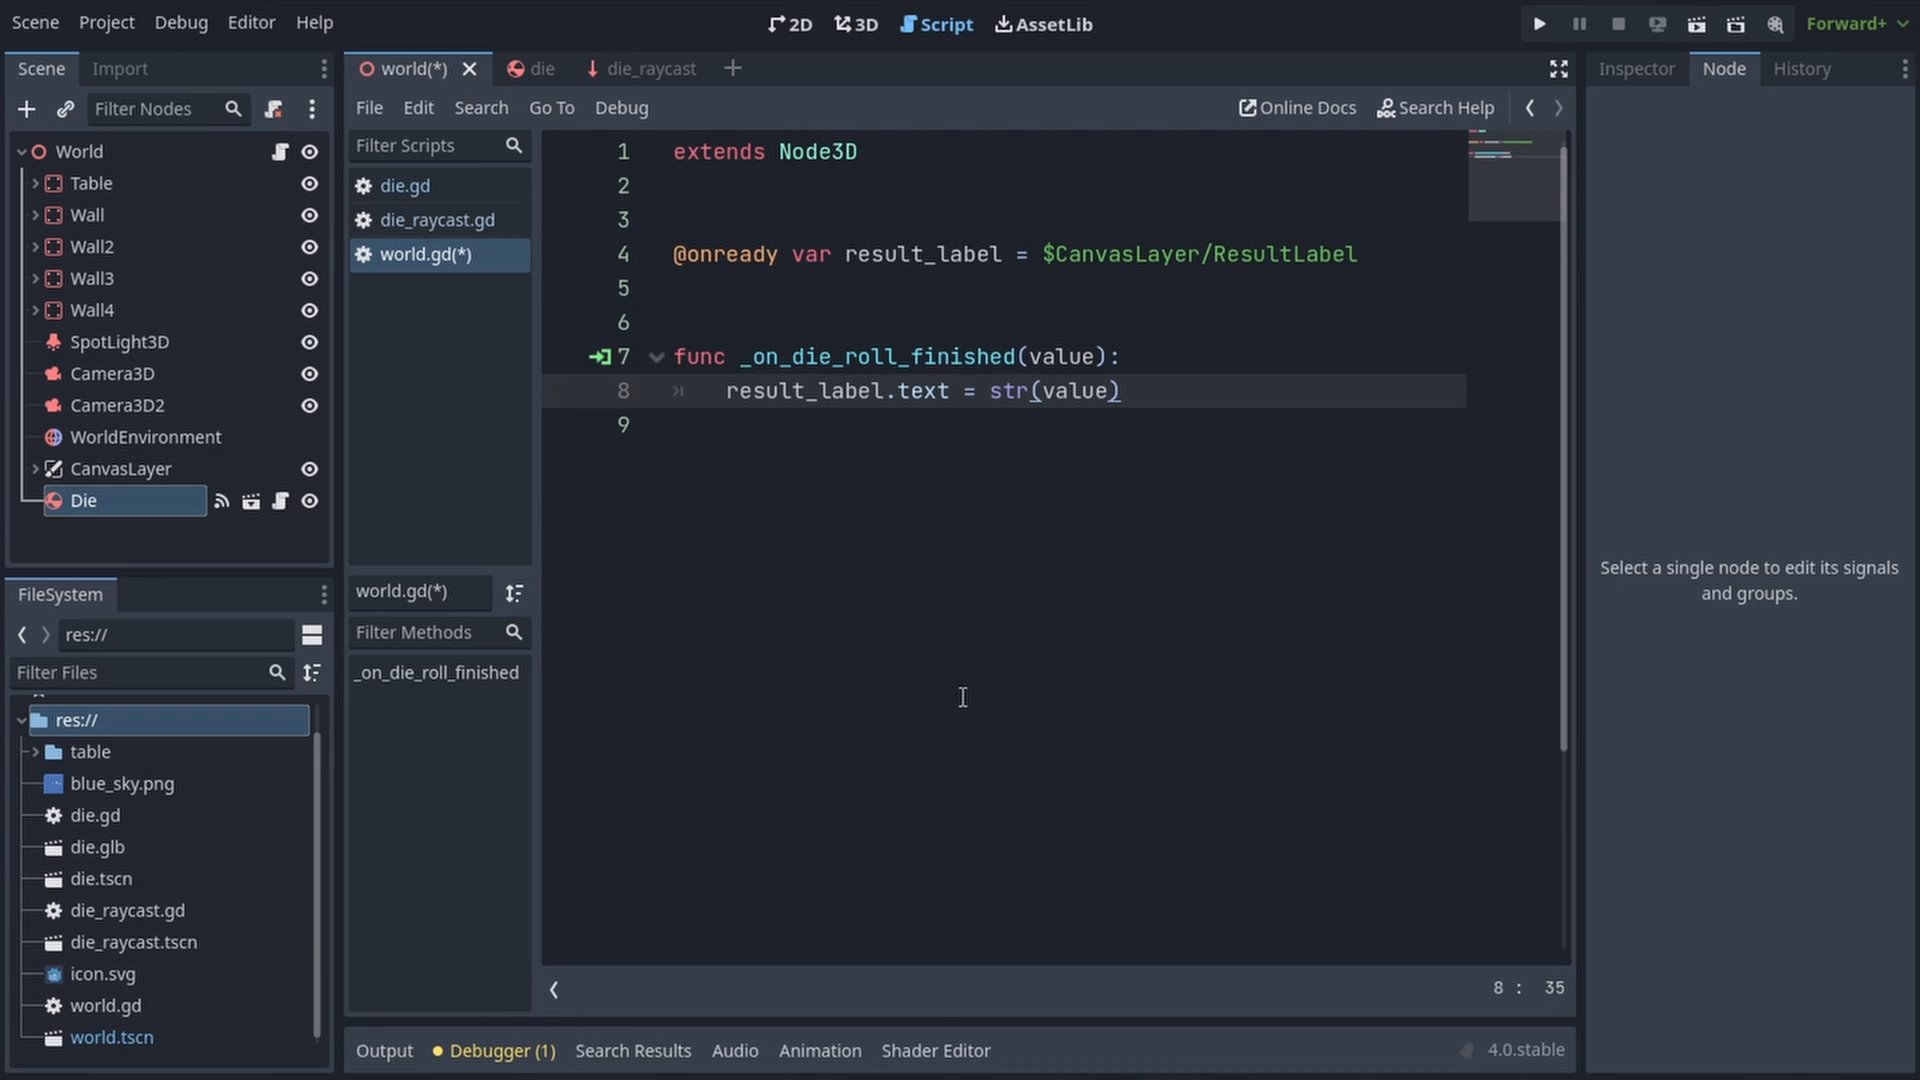 Scene Project Debug Editor Help
2D 3D Script AssetLib
Forward+
Scene Import
Filter Nodes
World
Table
Wall
Wall2
Wall3
Wall4
SpotLight3D
Camera3D
Camera3D2
WorldEnvironment
CanvasLayer
Die
FileSystem
res://
Filter Files
res://
table
blue_sky.png
die.gd
die.glb
die.tscn
die_raycast.gd
die_raycast.tscn
icon.svg
world.gd
world.tscn
world(*) die die_raycast
File Edit Search Go To Debug
Online Docs Search Help
Filter Scripts
die.gd
die_raycast.gd
world.gd(*)
world.gd(*)
Filter Methods
_on_die_roll_finished
1 extends Node3D
2
3
4 @onready var result_label = $CanvasLayer/ResultLabel
5
6
7 func _on_die_roll_finished(value):
8 result_label.text = str(value)
9
8 : 35
Output Debugger (1) Search Results Audio Animation Shader Editor
4.0.stable
Inspector Node History
Select a single node to edit its signals
and groups.